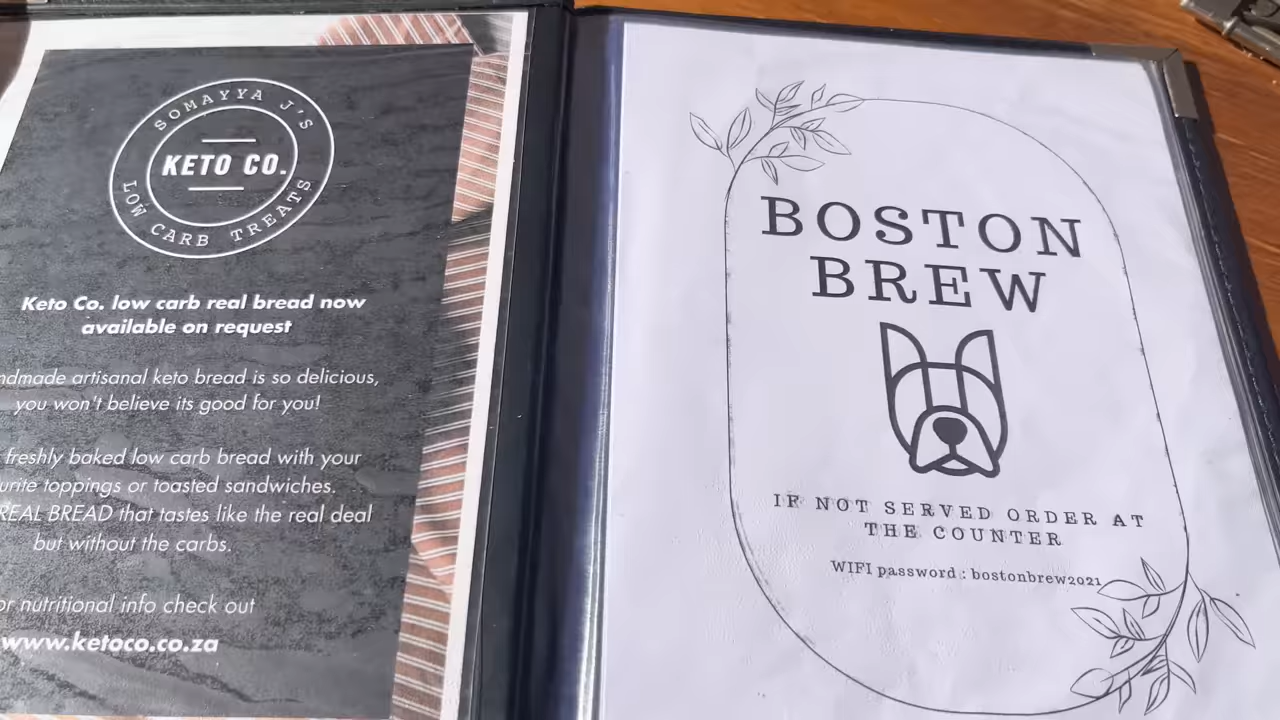 SOMAYYA J'S
KETO CO.
LOW CARB TREATS
Keto Co. low carb real bread now
available on request
artisanal keto bread is so delicious,
you won't believe its good for you!
freshly baked low carb bread with your
toppings or toasted sandwiches.
REAL BREAD that tastes like the real deal
but without the carbs.
nutritional info check out
www.ketoco.co.za
BOSTON
BREW
IF NOT SERVED ORDER AT
THE COUNTER
WIFI password : bostonbrew2021